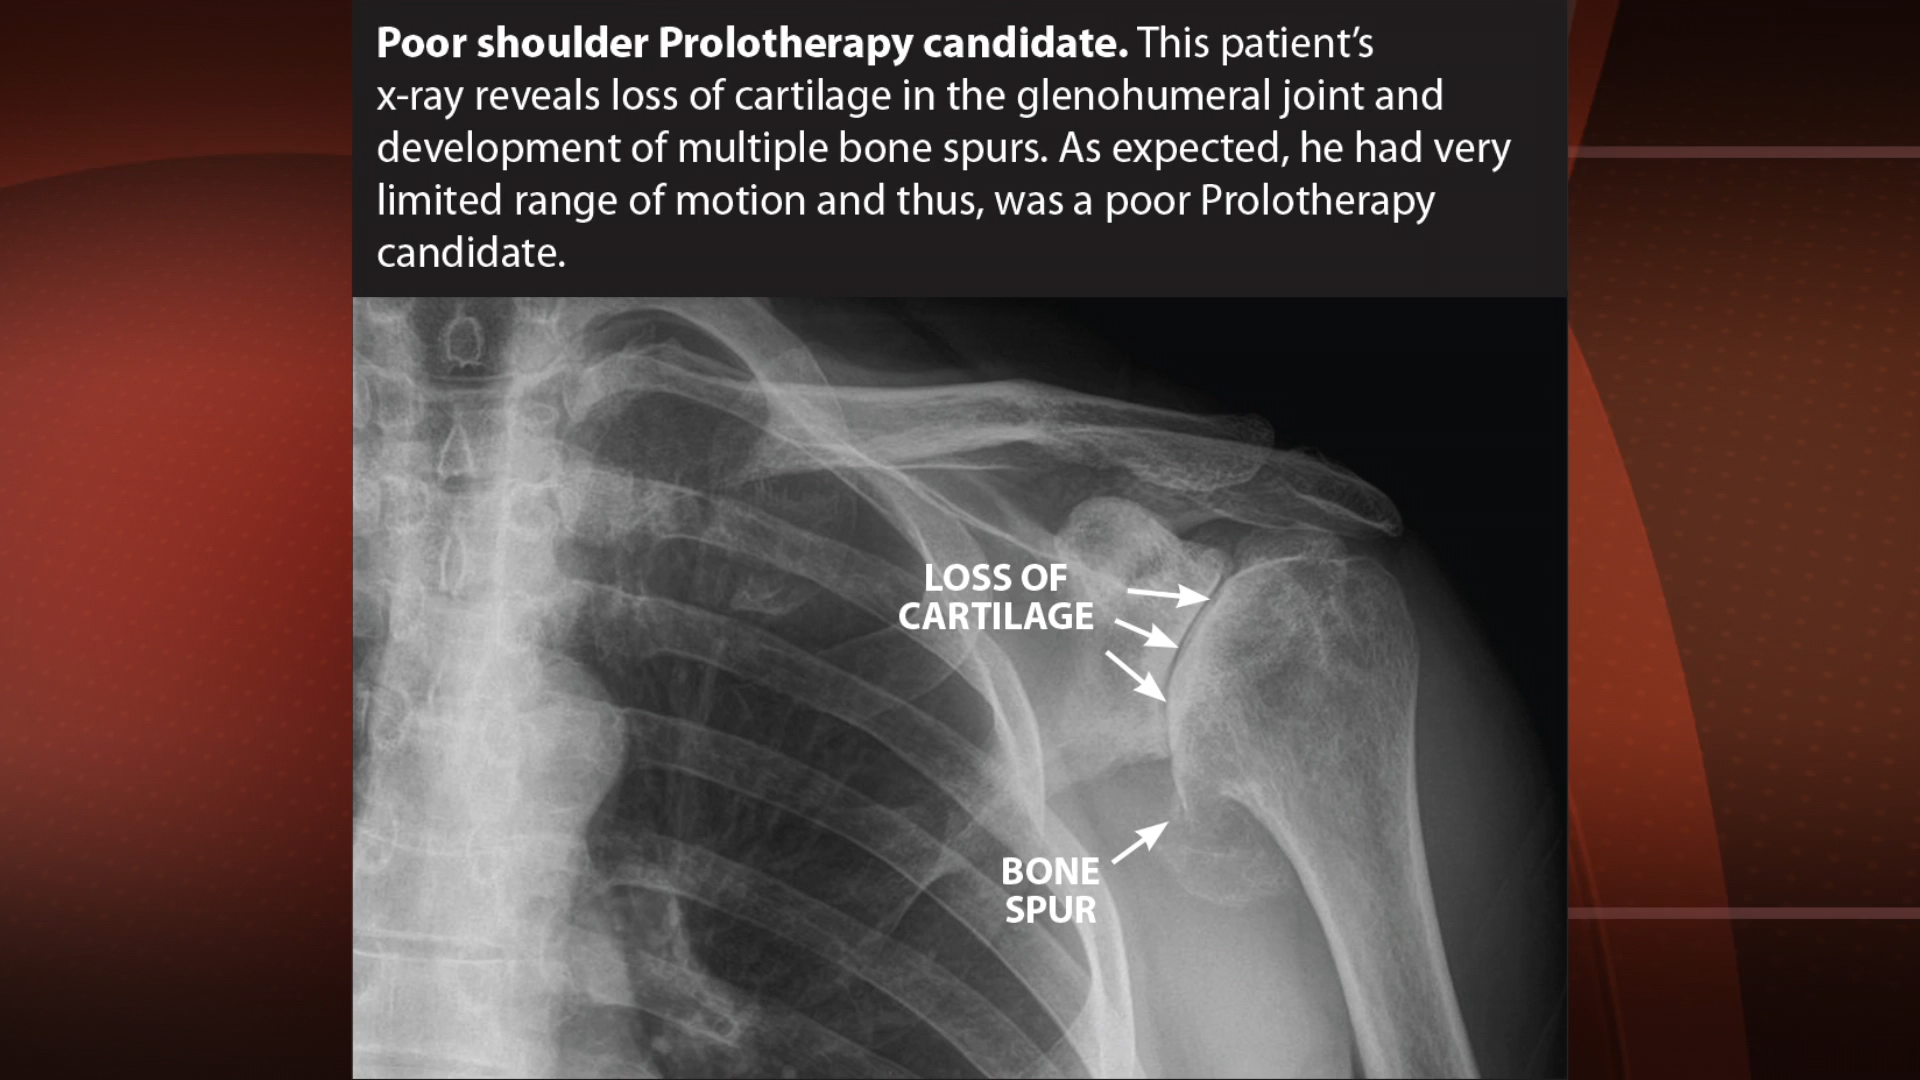 Poor shoulder Prolotherapy candidate. This patient’s
x-ray reveals loss of cartilage in the glenohumeral joint and
development of multiple bone spurs. As expected, he had very
limited range of motion and thus, was a poor Prolotherapy
candidate.
LOSS OF
CARTILAGE
BONE
SPUR